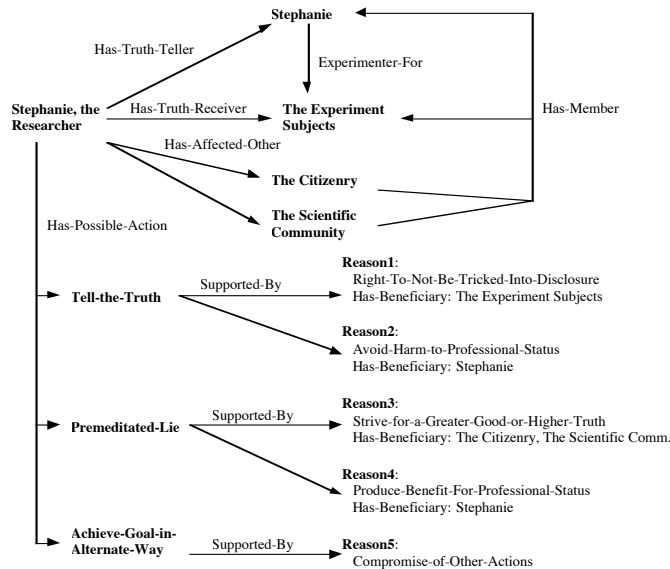 Stephanie
Has-Truth-Teller
Experimenter-For
Stephanie, the
Researcher
Has-Truth-Receiver
The Experiment
Subjects
Has-Member
Has-Affected-Other
The Citizenry
The Scientific
Community
Has-Possible-Action
Tell-the-Truth
Supported-By
Reason1:
Right-To-Not-Be-Tricked-Into-Disclosure
Has-Beneficiary: The Experiment Subjects
Reason2:
Avoid-Harm-to-Professional-Status
Has-Beneficiary: Stephanie
Premeditated-Lie
Supported-By
Reason3:
Strive-for-a-Greater-Good-or-Higher-Truth
Has-Beneficiary: The Citizenry, The Scientific Comm.
Reason4:
Produce-Benefit-For-Professional-Status
Has-Beneficiary: Stephanie
Achieve-Goal-in-
Alternate-Way
Supported-By
Reason5:
Compromise-of-Other-Actions